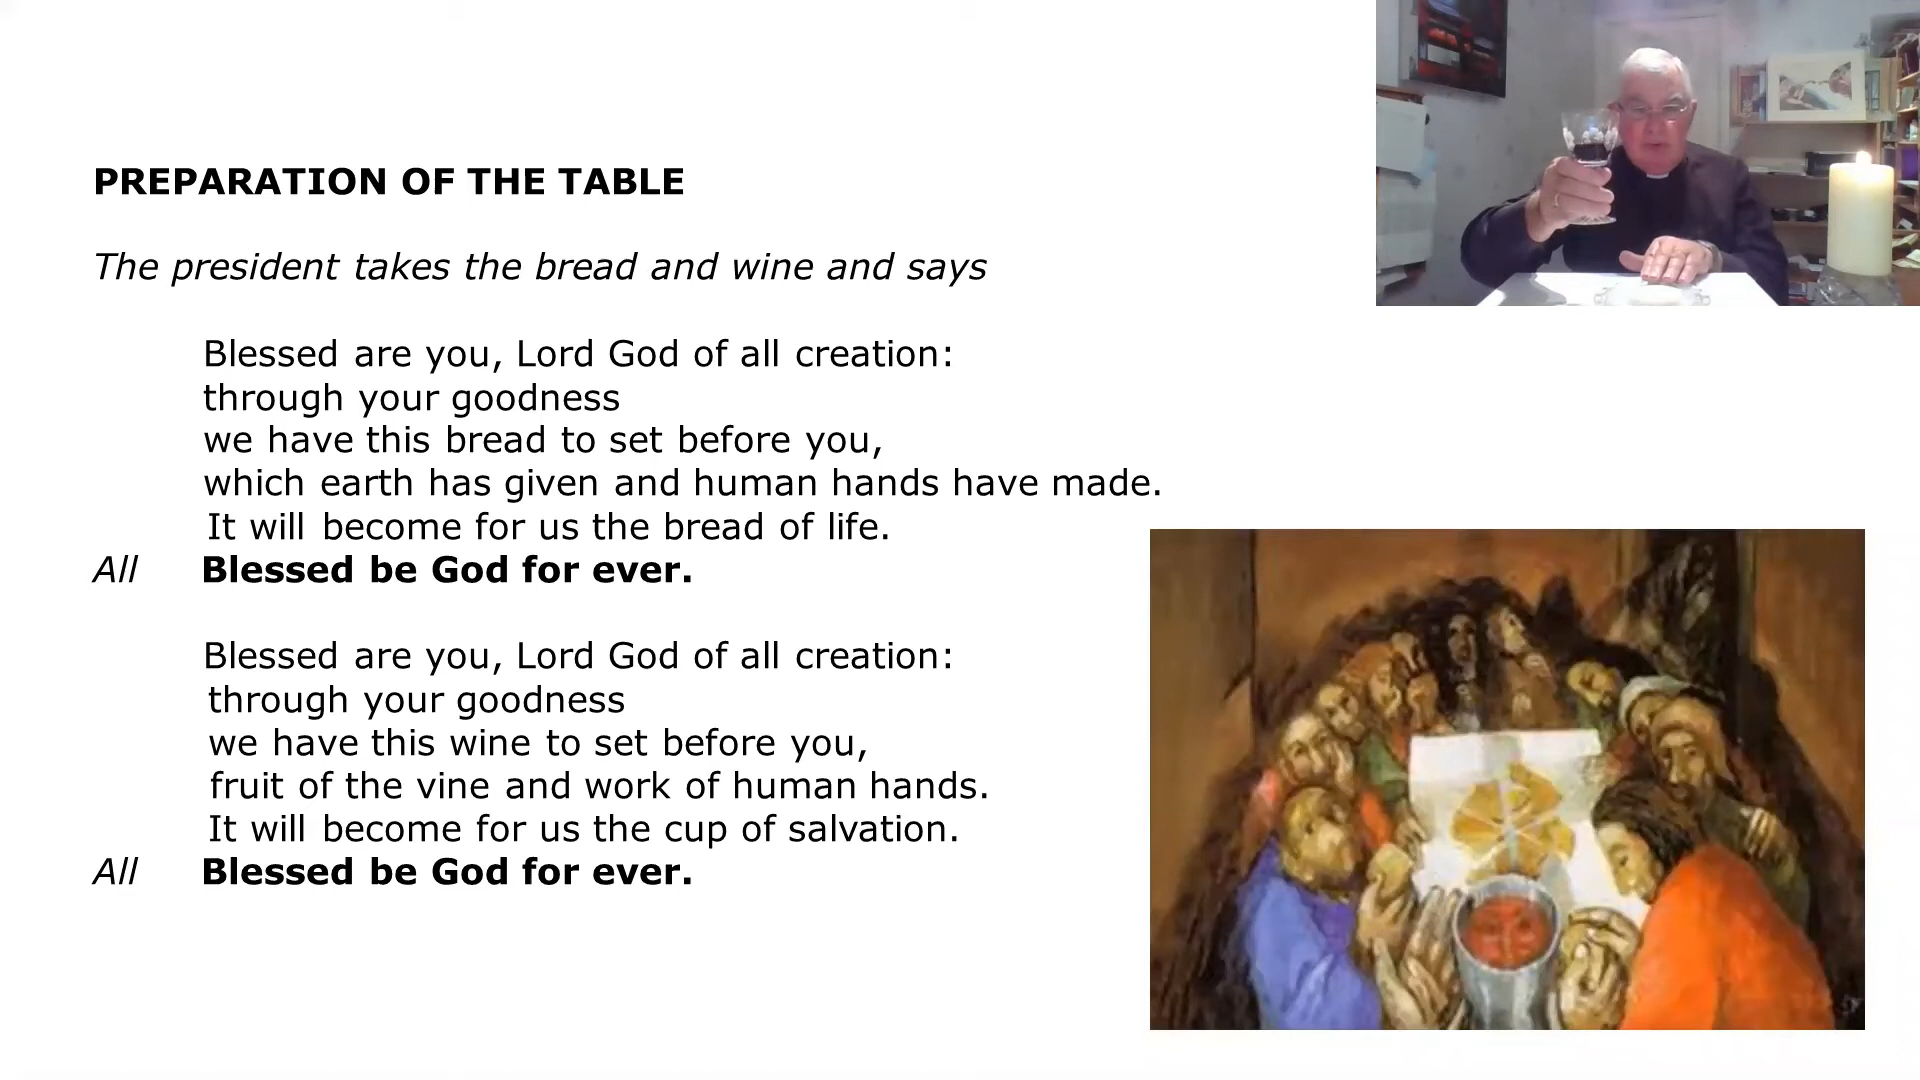 PREPARATION OF THE TABLE
The president takes the bread and wine and says
Blessed are you, Lord God of all creation:
through your goodness
we have this bread to set before you,
which earth has given and human hands have made.
It will become for us the bread of life.
All Blessed be God for ever.
Blessed are you, Lord God of all creation:
through your goodness
we have this wine to set before you,
fruit of the vine and work of human hands.
It will become for us the cup of salvation.
All Blessed be God for ever.